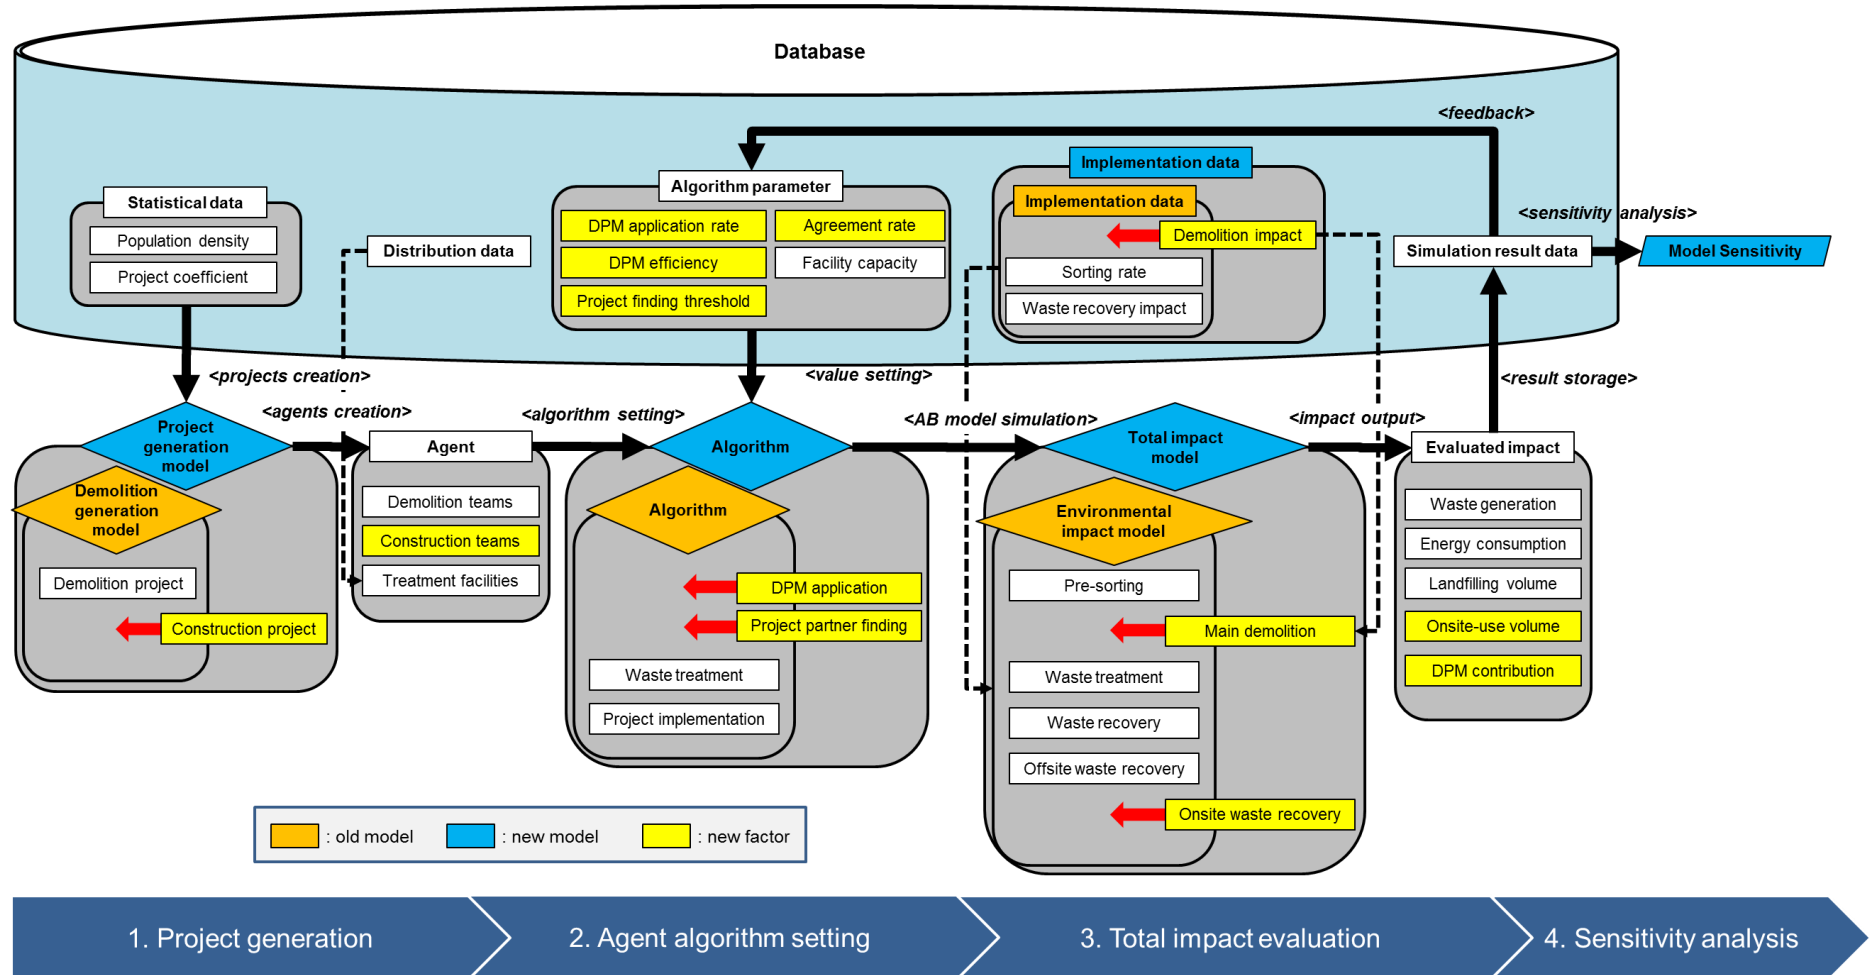 Database
<feedback>
Implementation data
Statistical data
Population density
Project coefficient
Distribution data
Algorithm parameter
DPM application rate
Agreement rate
DPM efficiency
Facility capacity
Project finding threshold
Implementation data
Demolition impact
Sorting rate
Waste recovery impact
<sensitivity analysis>
Simulation result data
Model Sensitivity
<projects creation>
<value setting>
<result storage>
<agents creation>
<algorithm setting>
<AB model simulation>
<impact output>
Project
generation
model
Demolition
generation
model
Demolition project
Construction project
Agent
Demolition teams
Construction teams
Treatment facilities
Algorithm
Algorithm
DPM application
Project partner finding
Waste treatment
Project implementation
Total impact
model
Environmental
impact model
Pre-sorting
Main demolition
Waste treatment
Waste recovery
Offsite waste recovery
Onsite waste recovery
Evaluated impact
Waste generation
Energy consumption
Landfilling volume
Onsite-use volume
DPM contribution
: old model
: new model
: new factor
1. Project generation
2. Agent algorithm setting
3. Total impact evaluation
4. Sensitivity analysis